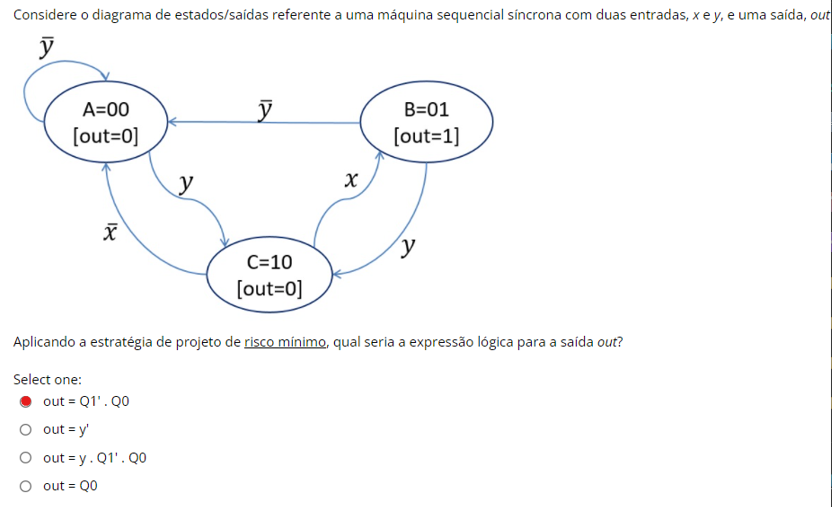 Considere o diagrama de estados/saídas referente a uma máquina sequencial síncrona com duas entradas, x e y, e uma saída, out
ȳ
A=00
[out=0]
ȳ
B=01
[out=1]
y
x
x̄
y
C=10
[out=0]
Aplicando a estratégia de projeto de risco mínimo, qual seria a expressão lógica para a saída out?
Select one:
out = Q1' . Q0
out = y'
out = y . Q1' . Q0
out = Q0